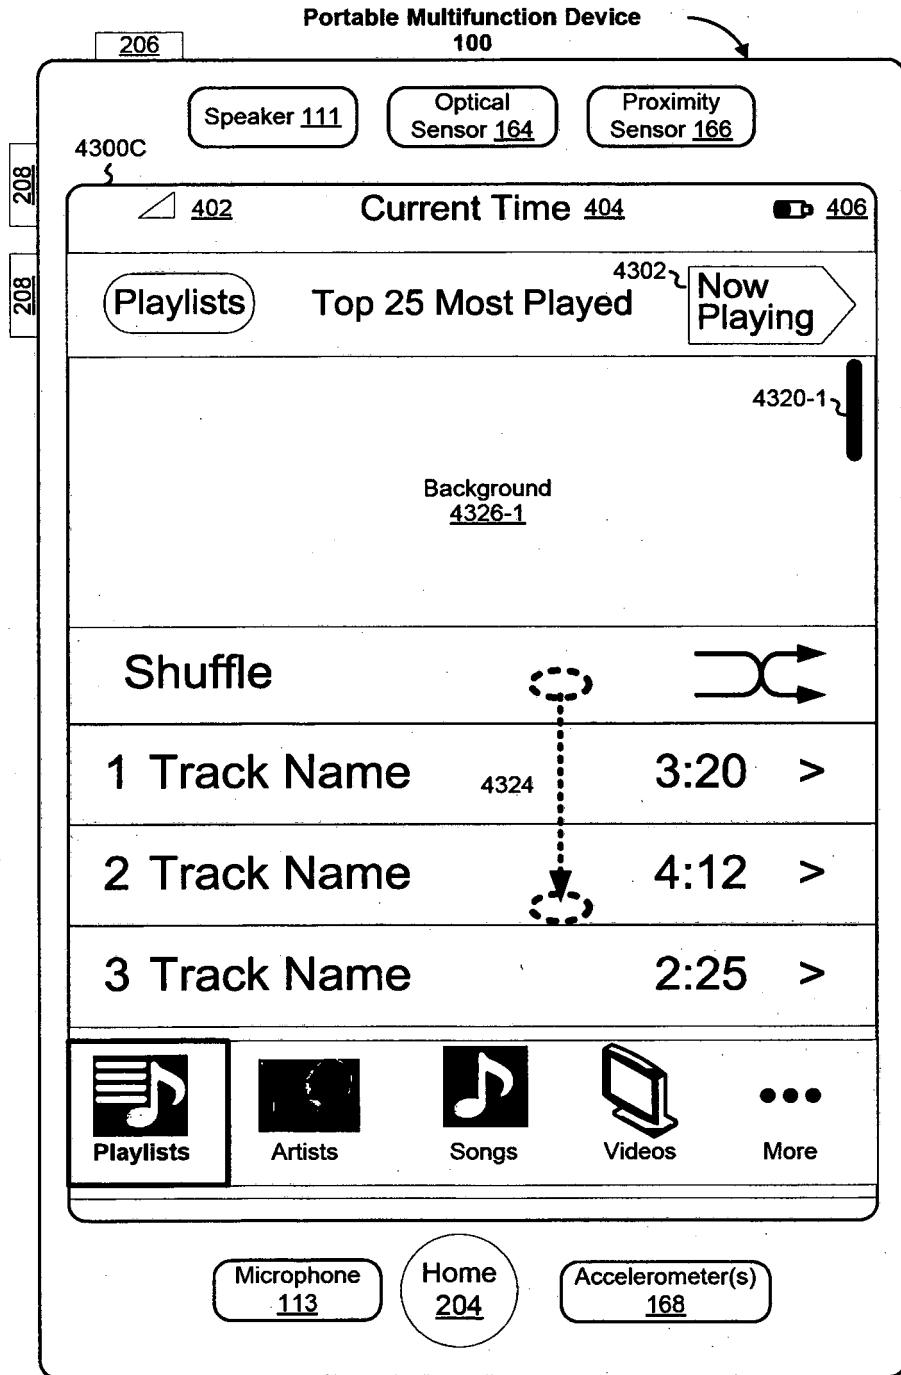 Portable Multifunction Device
100
206
Speaker 111
Optical
Sensor 164
Proximity
Sensor 166
4300C
208
208
402
Current Time 404
406
Playlists
Top 25 Most Played
4302
Now
Playing
4320-1
Background
4326-1
Shuffle
1 Track Name 3:20 >
4324
2 Track Name 4:12 >
3 Track Name 2:25 >
Playlists
Artists
Songs
Videos
More
Microphone
113
Home
204
Accelerometer(s)
168